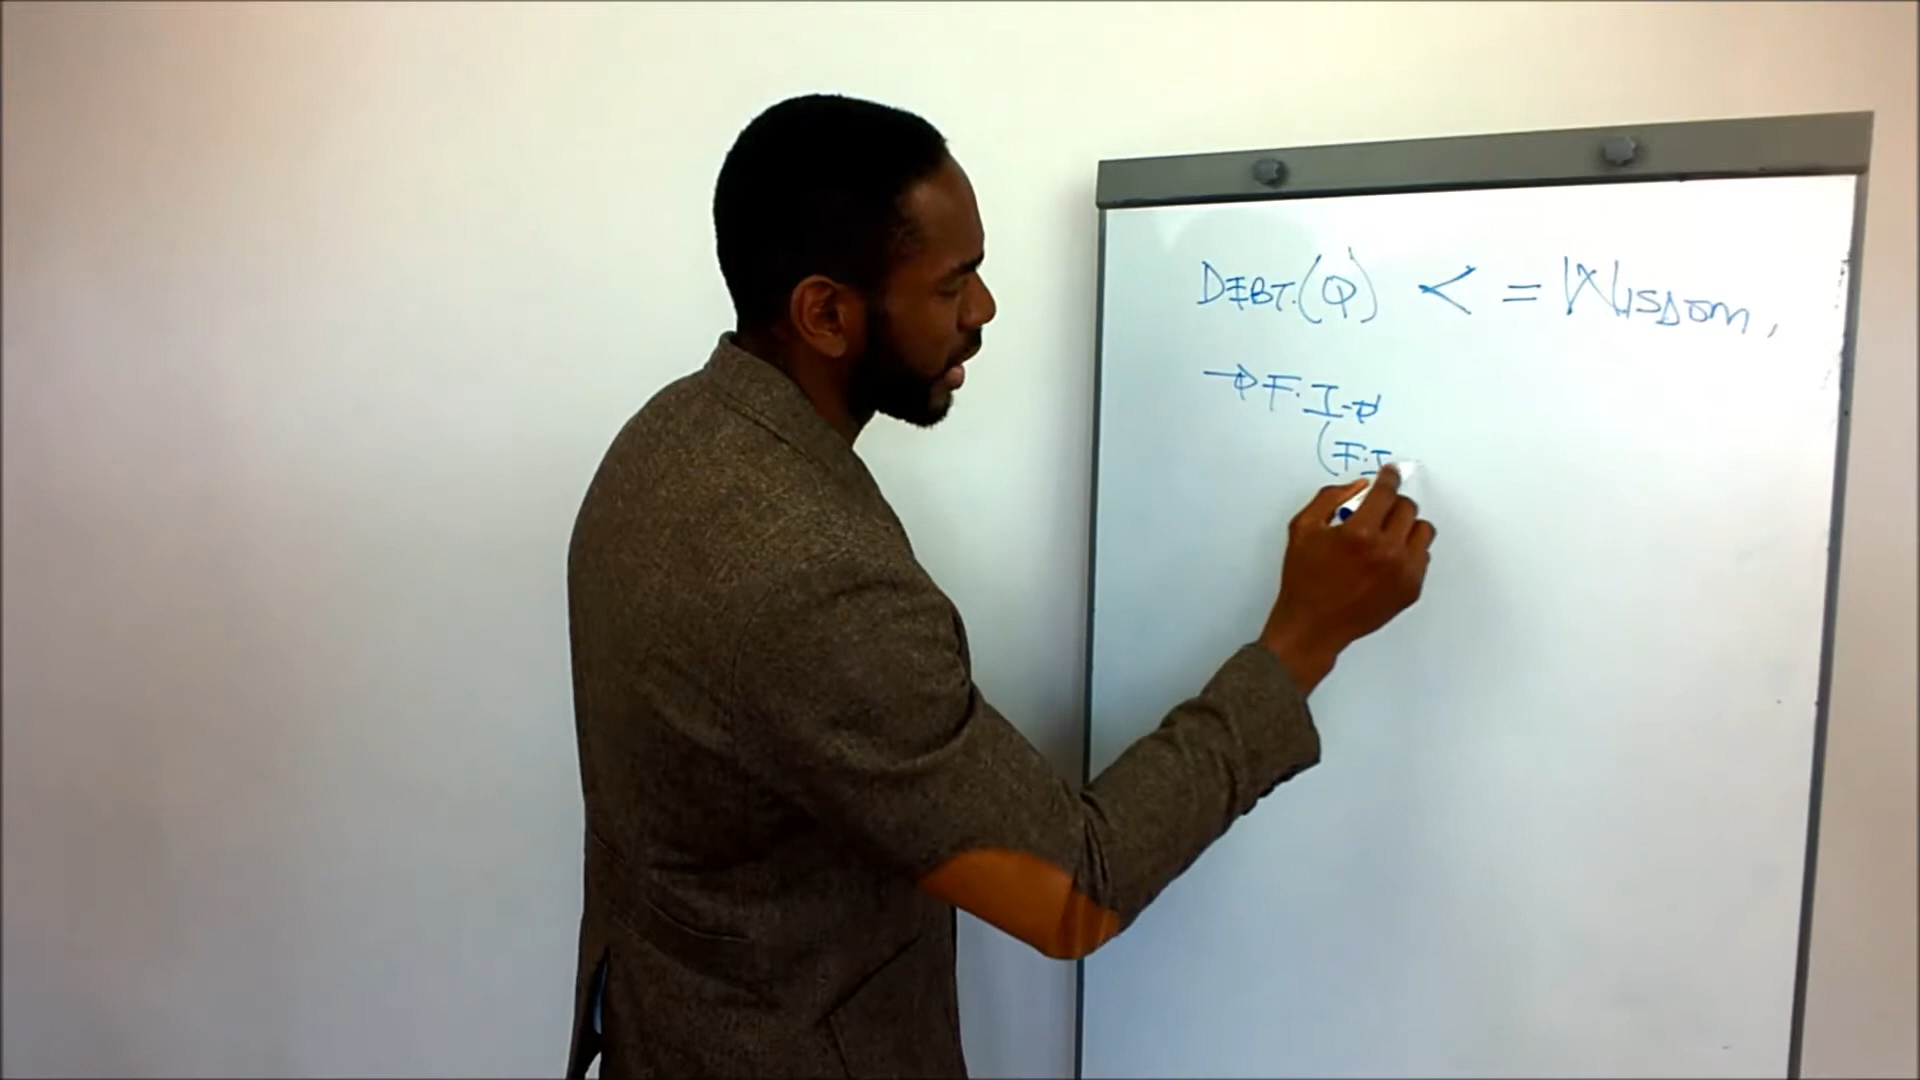 DEBT.(Q) < = WISDOM,
→ F.I →
(F.I